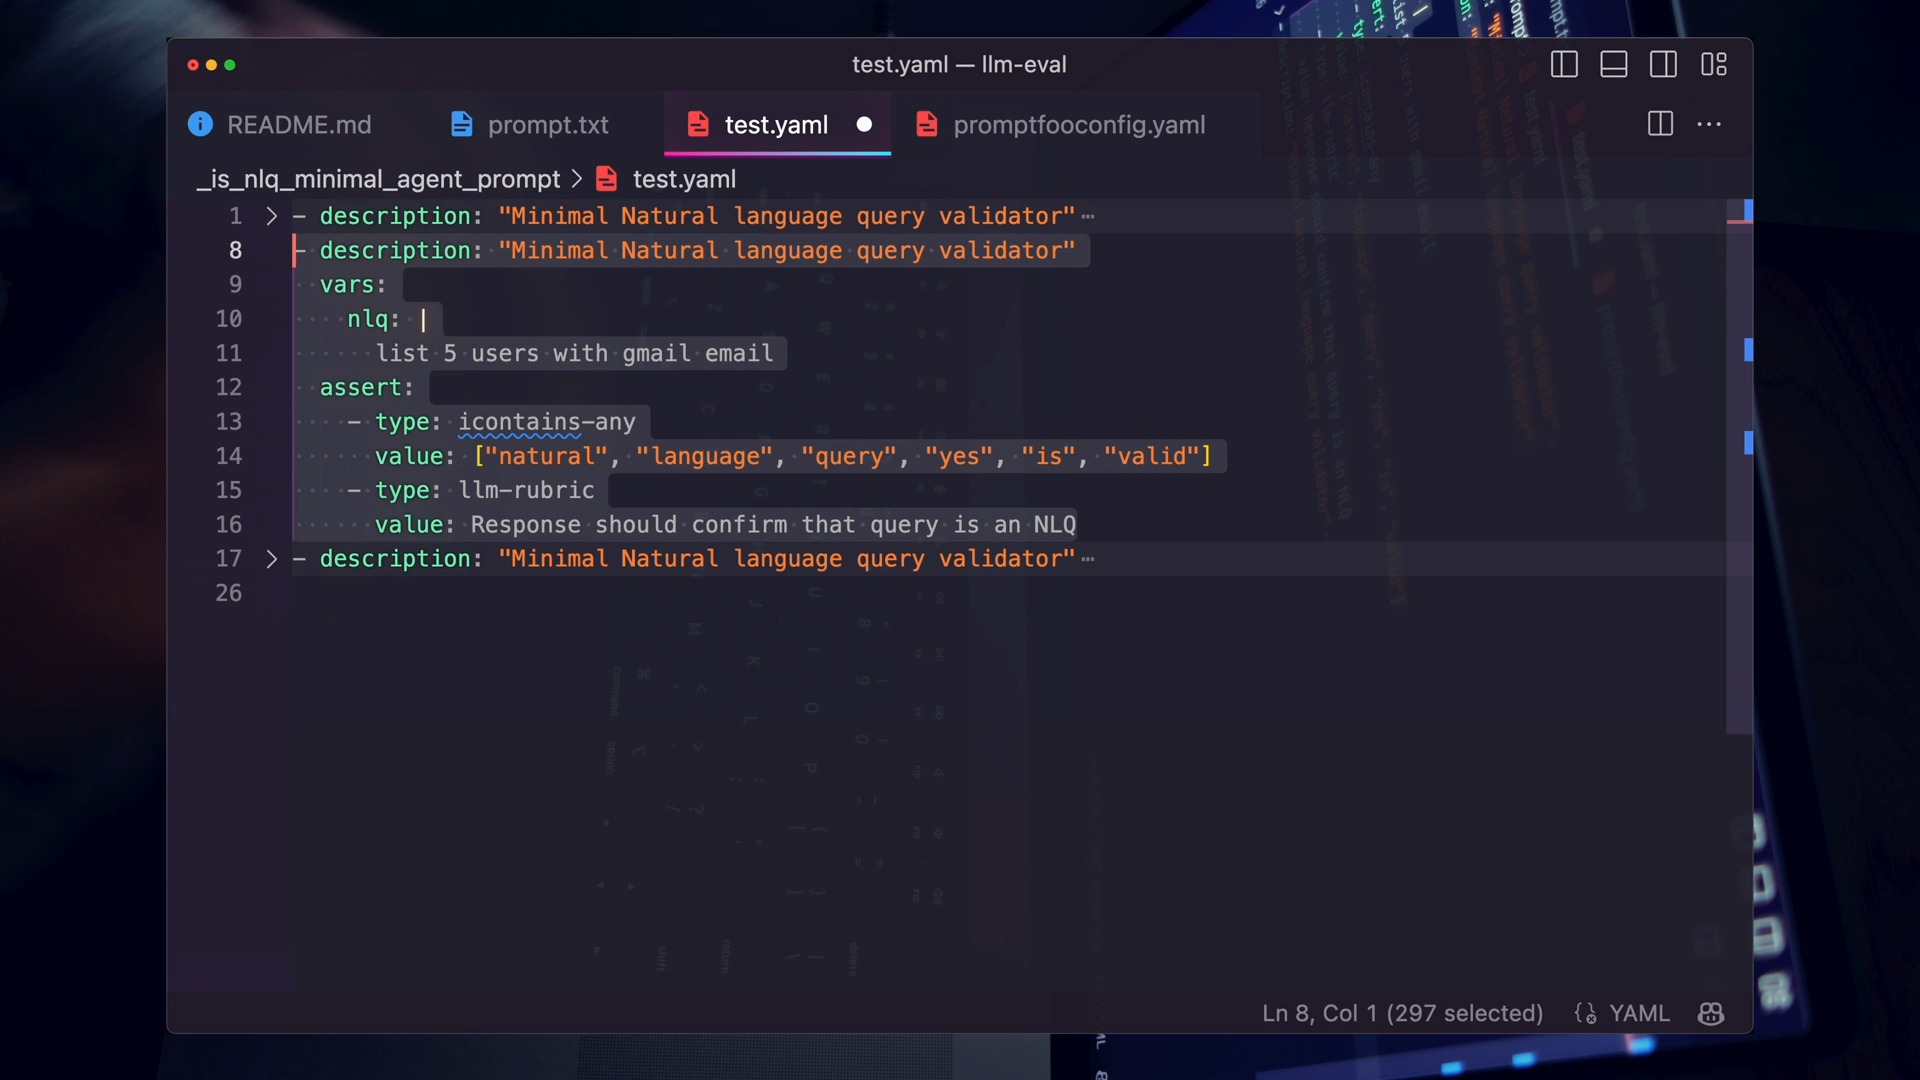 test.yaml — llm-eval
README.md prompt.txt test.yaml promptfooconfig.yaml
_is_nlq_minimal_agent_prompt > test.yaml
1 > - description: "Minimal Natural language query validator"…
8 - description: "Minimal Natural language query validator"
9 vars:
10 nlq: |
11 list 5 users with gmail email
12 assert:
13 - type: icontains-any
14 value: ["natural", "language", "query", "yes", "is", "valid"]
15 - type: llm-rubric
16 value: Response should confirm that query is an NLQ
17 > - description: "Minimal Natural language query validator"…
26
Ln 8, Col 1 (297 selected) YAML